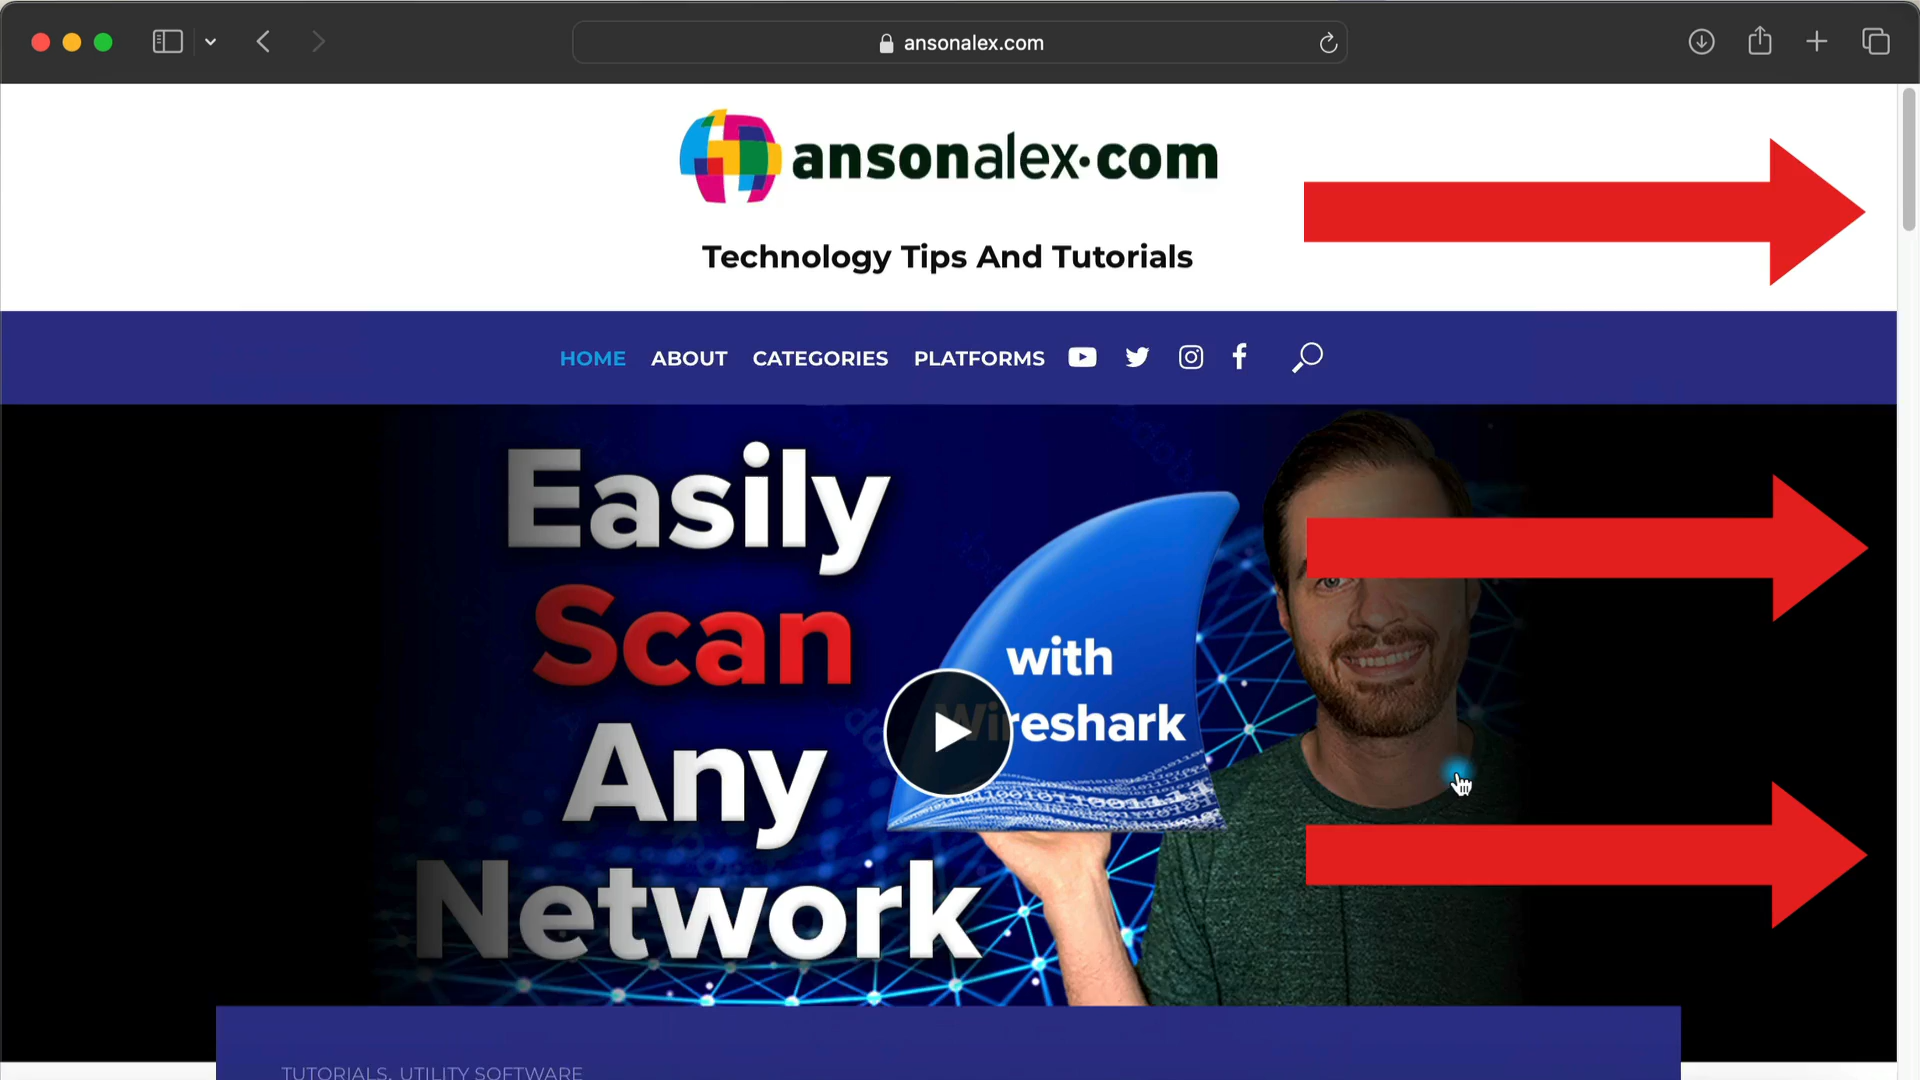 ansonalex.com
ansonalex.com
Technology Tips And Tutorials
HOME ABOUT CATEGORIES PLATFORMS
Easily
Scan
Any
Network
with
Wireshark
TUTORIALS, UTILITY SOFTWARE